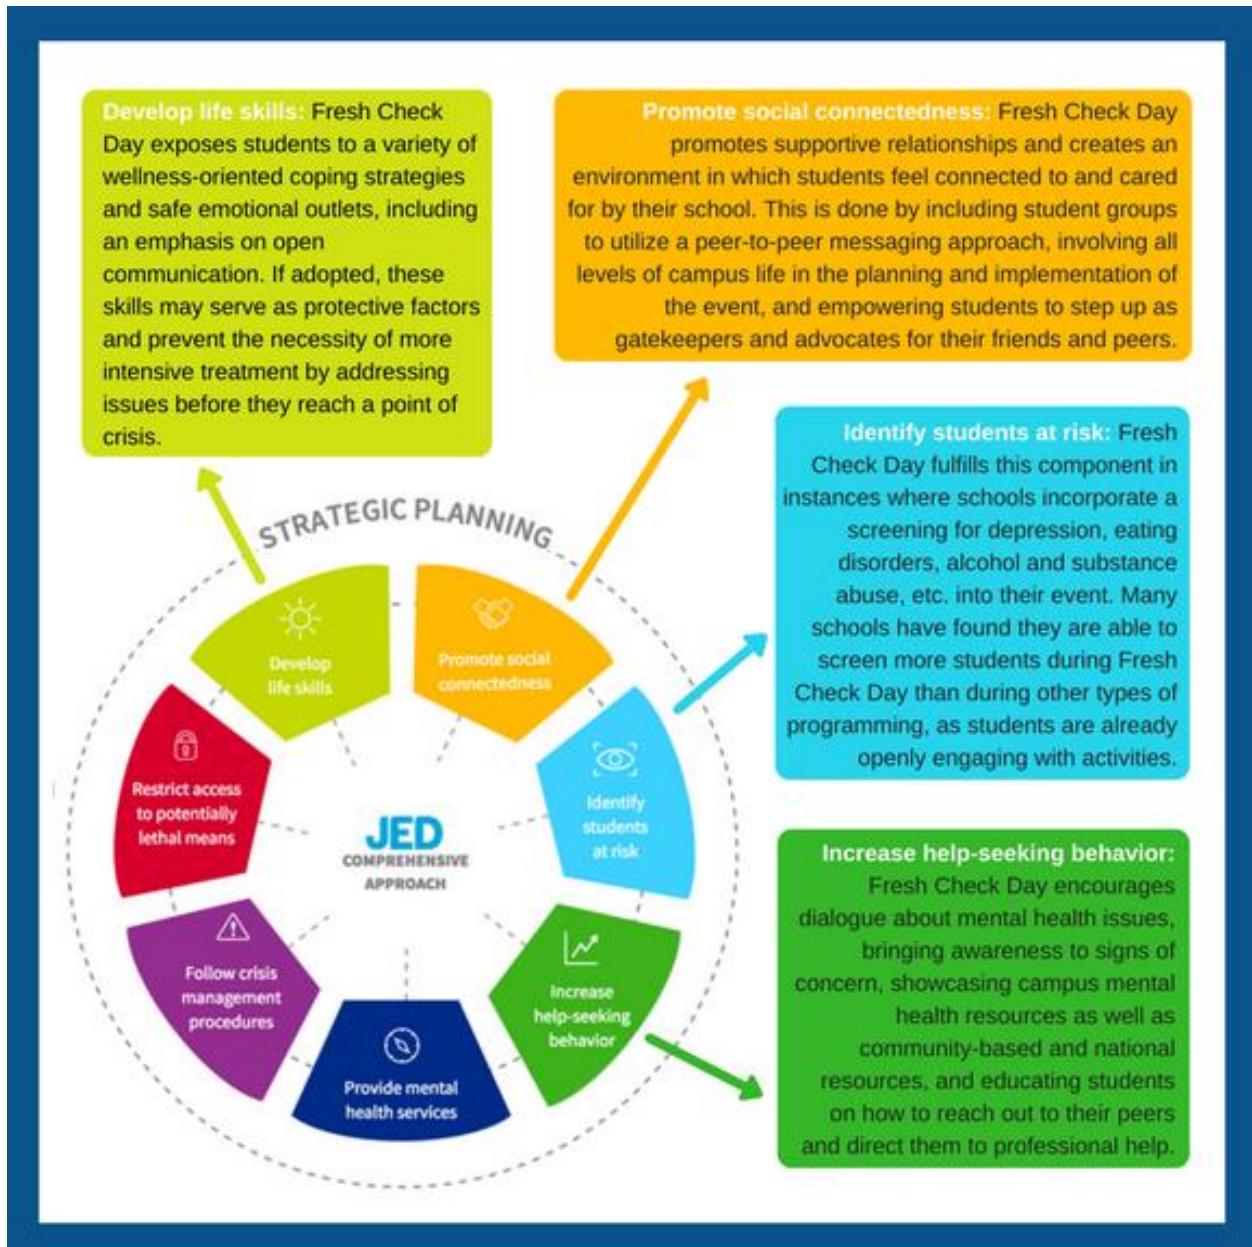 Develop life skills: Fresh Check
Day exposes students to a variety of
wellness-oriented coping strategies
and safe emotional outlets, including
an emphasis on open
communication. If adopted, these
skills may serve as protective factors
and prevent the necessity of more
intensive treatment by addressing
issues before they reach a point of
crisis.
Promote social connectedness: Fresh Check Day
promotes supportive relationships and creates an
environment in which students feel connected to and cared
for by their school. This is done by including student groups
to utilize a peer-to-peer messaging approach, involving all
levels of campus life in the planning and implementation of
the event, and empowering students to step up as
gatekeepers and advocates for their friends and peers.
Identify students at risk: Fresh
Check Day fulfills this component in
instances where schools incorporate a
screening for depression, eating
disorders, alcohol and substance
abuse, etc. into their event. Many
schools have found they are able to
screen more students during Fresh
Check Day than during other types of
programming, as students are already
openly engaging with activities.
Increase help-seeking behavior:
Fresh Check Day encourages
dialogue about mental health issues,
bringing awareness to signs of
concern, showcasing campus mental
health resources as well as
community-based and national
resources, and educating students
on how to reach out to their peers
and direct them to professional help.
STRATEGIC PLANNING
Develop
life skills
Promote social
connectedness
Identify
students
at risk
Increase
help-seeking
behavior
Provide mental
health services
Follow crisis
management
procedures
Restrict access
to potentially
lethal means
JED
COMPREHENSIVE
APPROACH